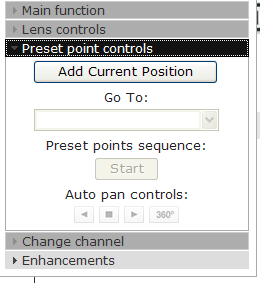 Main function
Lens controls
Preset point controls
Add Current Position
Go To:
Preset points sequence:
Start
Auto pan controls:
360°
Change channel
Enhancements